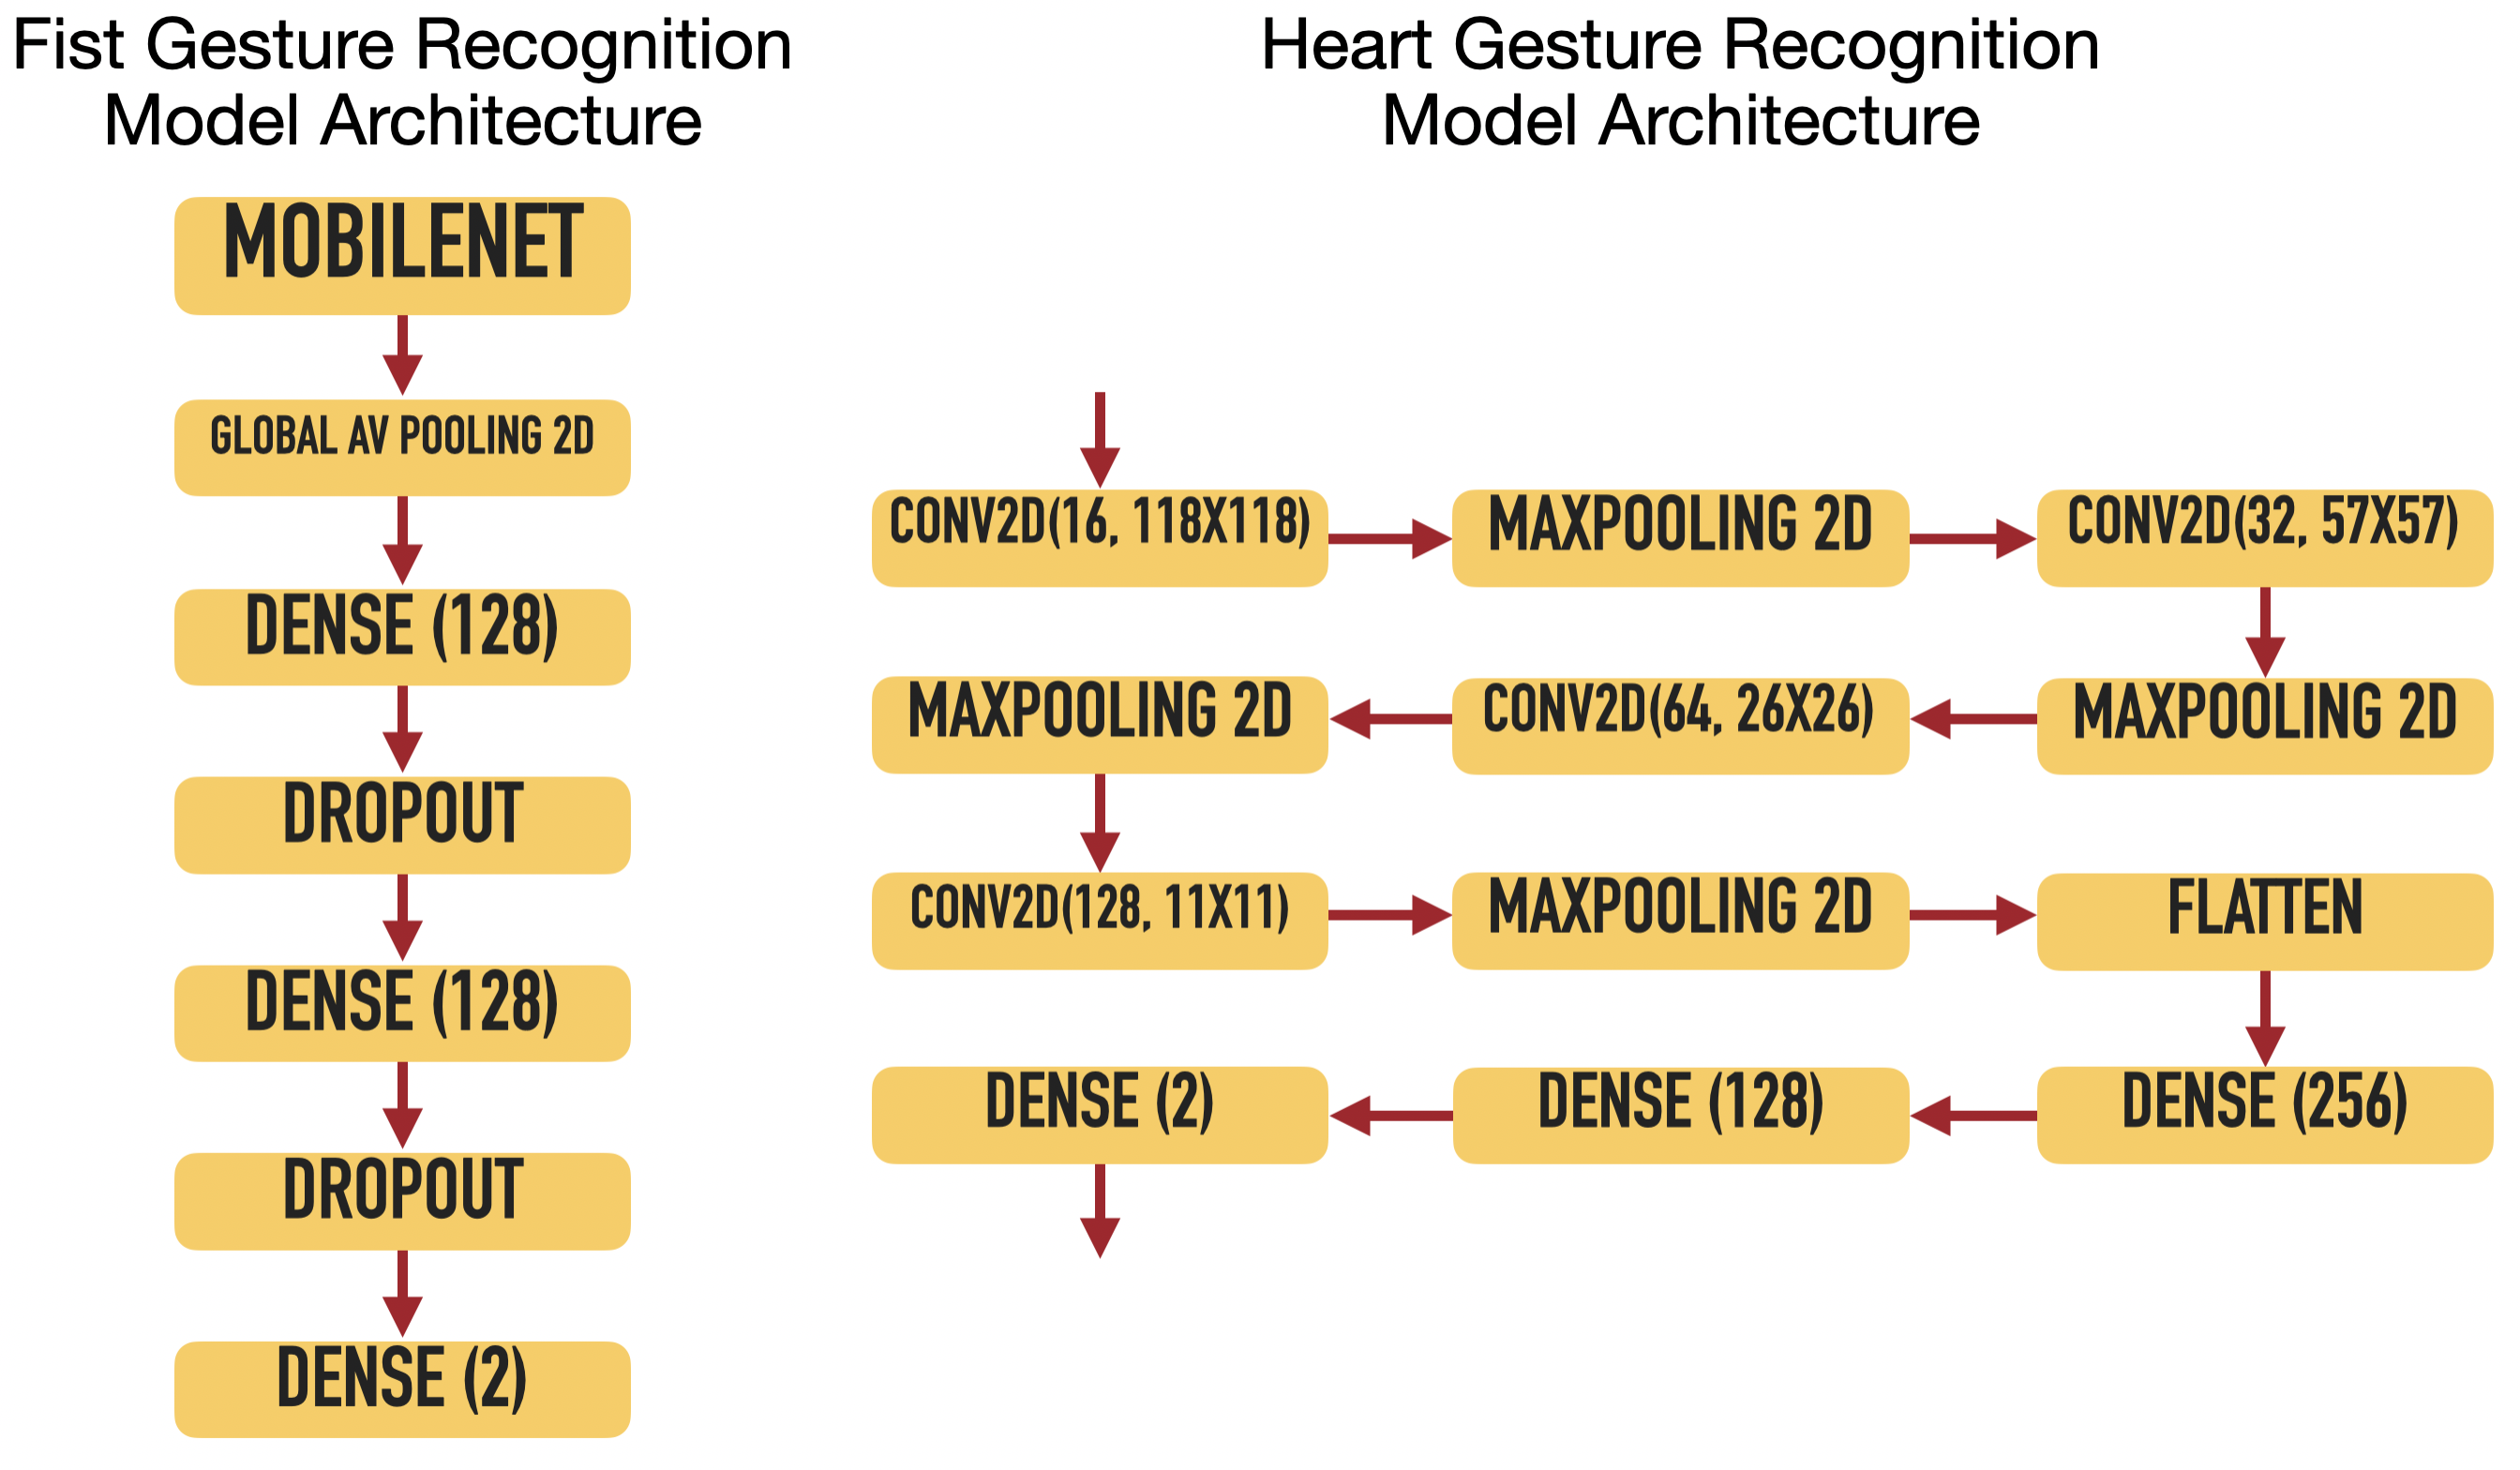 Fist Gesture Recognition
Model Architecture
MOBILENET
GLOBAL AV POOLING 2D
DENSE (128)
DROPOUT
DENSE (128)
DROPOUT
DENSE (2)
Heart Gesture Recognition
Model Architecture
CONV2D(16, 118X118)
MAXPOOLING 2D
CONV2D(32, 57X57)
MAXPOOLING 2D
CONV2D(64, 26X26)
MAXPOOLING 2D
CONV2D(128, 11X11)
MAXPOOLING 2D
FLATTEN
DENSE (256)
DENSE (128)
DENSE (2)